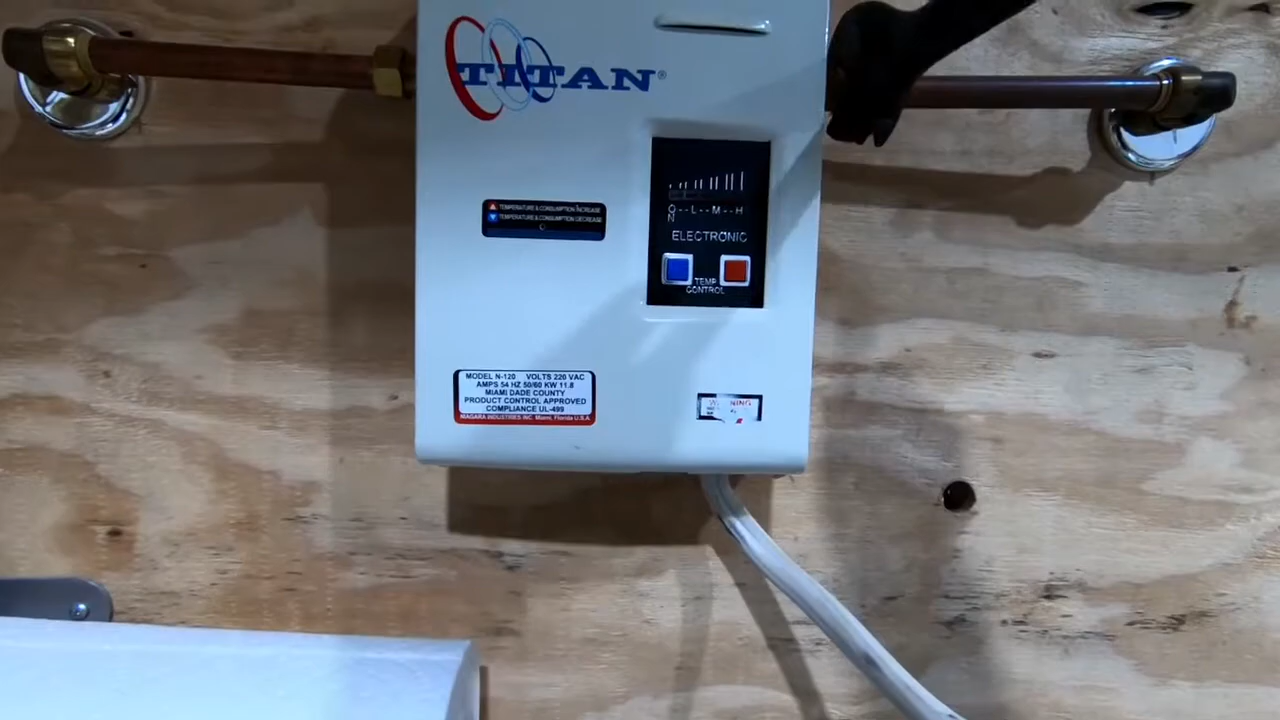 TITAN®
TEMPERATURE & CONSUMPTION INCREASE
TEMPERATURE & CONSUMPTION DECREASE
ON--L--M--H
ELECTRONIC
TEMP
CONTROL
MODEL N-120 VOLTS 220 VAC
AMPS 54 HZ 50/60 KW 11.8
MIAMI DADE COUNTY
PRODUCT CONTROL APPROVED
COMPLIANCE UL-499
NIAGARA INDUSTRIES INC. Miami, Florida U.S.A.